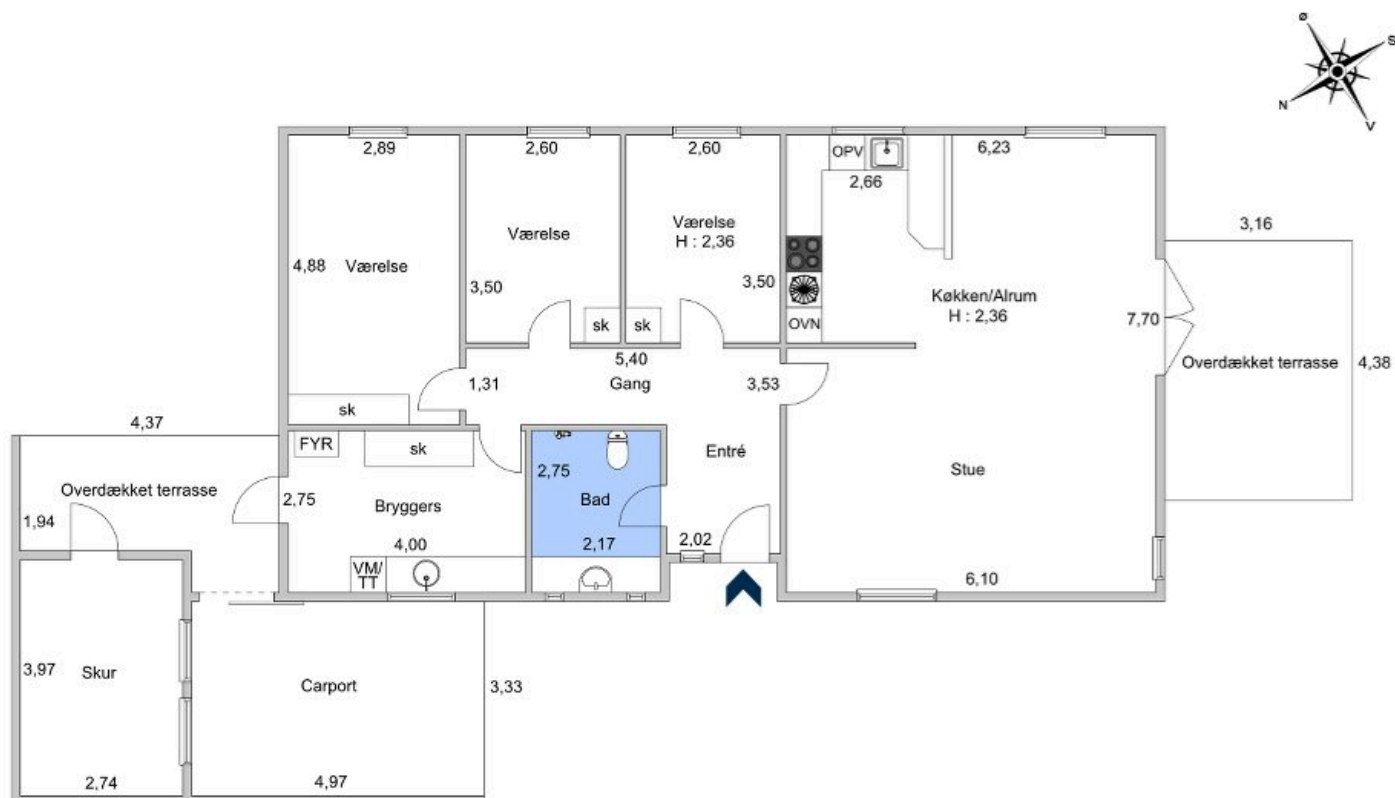 Ø
S
N
V
2,89
2,60
2,60
6,23
OPV
2,66
3,16
Værelse
H : 2,36
Værelse
4,88
Værelse
3,50
3,50
Køkken/Alrum
H : 2,36
7,70
OVN
sk
sk
5,40
Gang
1,31
3,53
Overdækket terrasse
4,38
sk
4,37
FYR
sk
2,75
Entré
Stue
Overdækket terrasse
2,75
Bryggers
Bad
1,94
4,00
2,17
2,02
VM/
TT
6,10
3,97
Skur
Carport
3,33
2,74
4,97